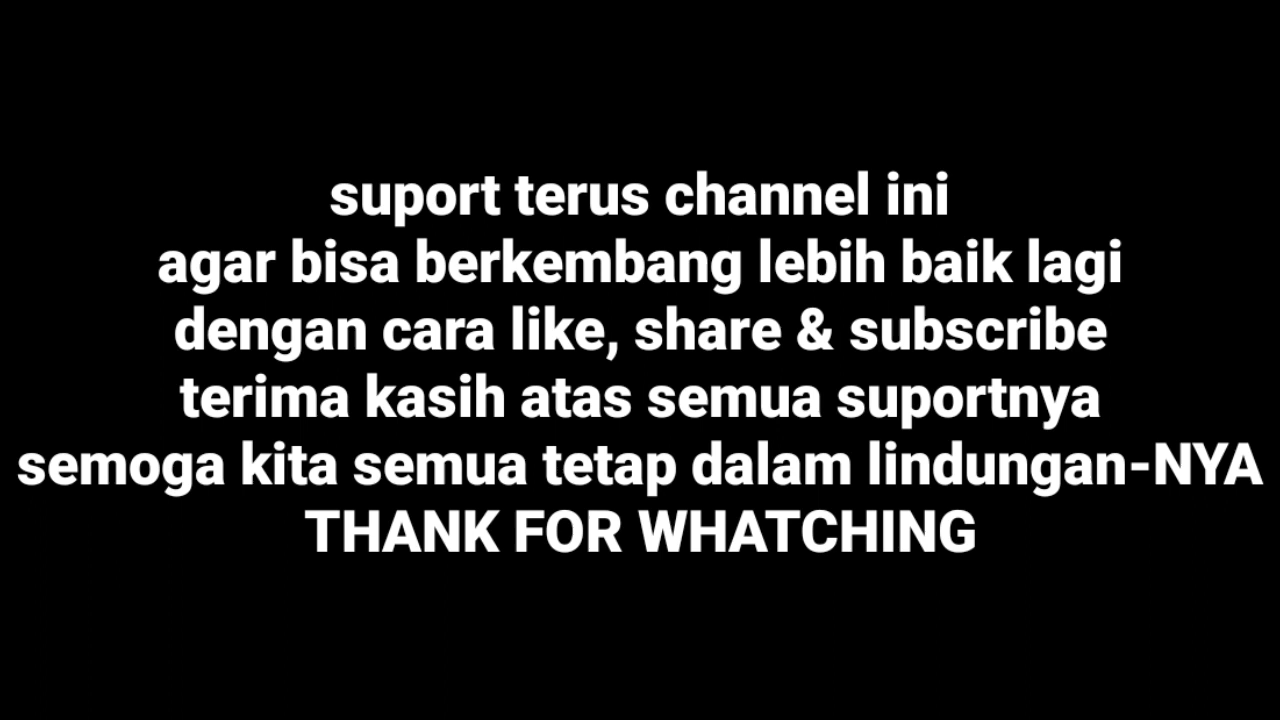 suport terus channel ini
agar bisa berkembang lebih baik lagi
dengan cara like, share & subscribe
terima kasih atas semua suportnya
semoga kita semua tetap dalam lindungan-NYA
THANK FOR WHATCHING